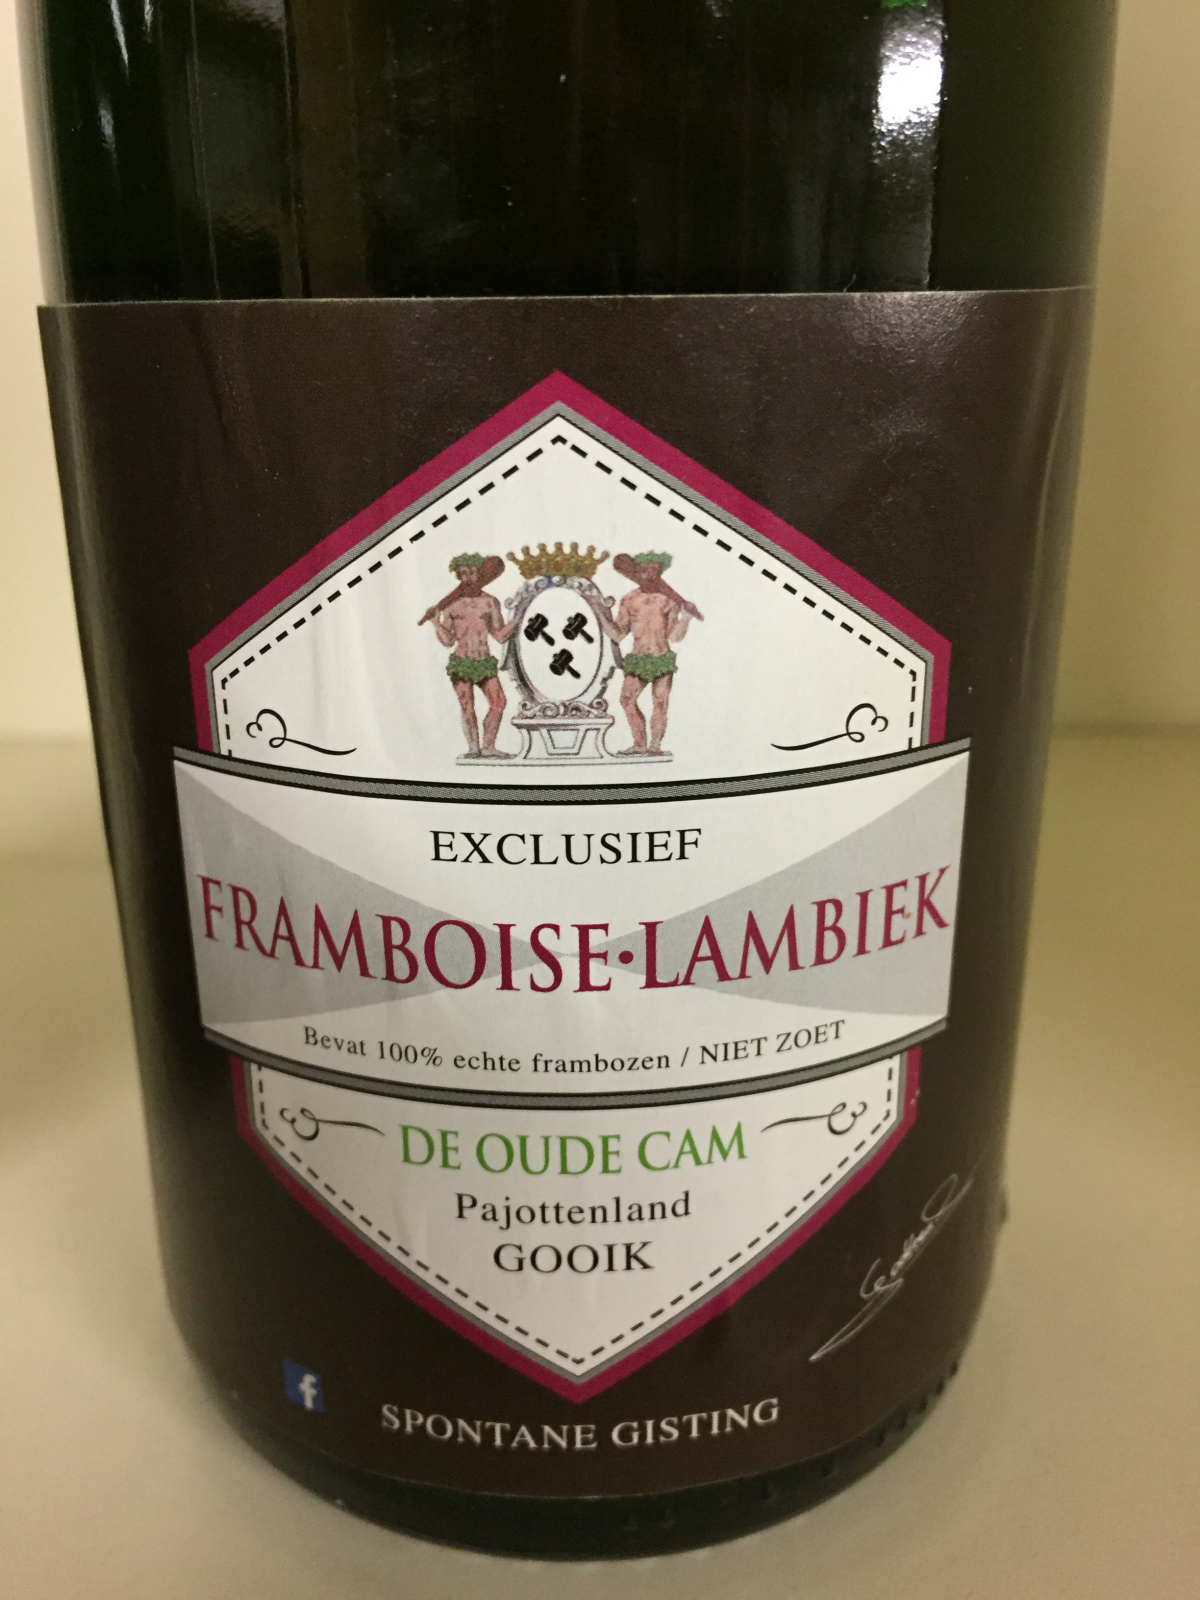 EXCLUSIEF
FRAMBOISE·LAMBIEK
Bevat 100% echte frambozen / NIET ZOET
DE OUDE CAM
Pajottenland
GOOIK
f
SPONTANE GISTING